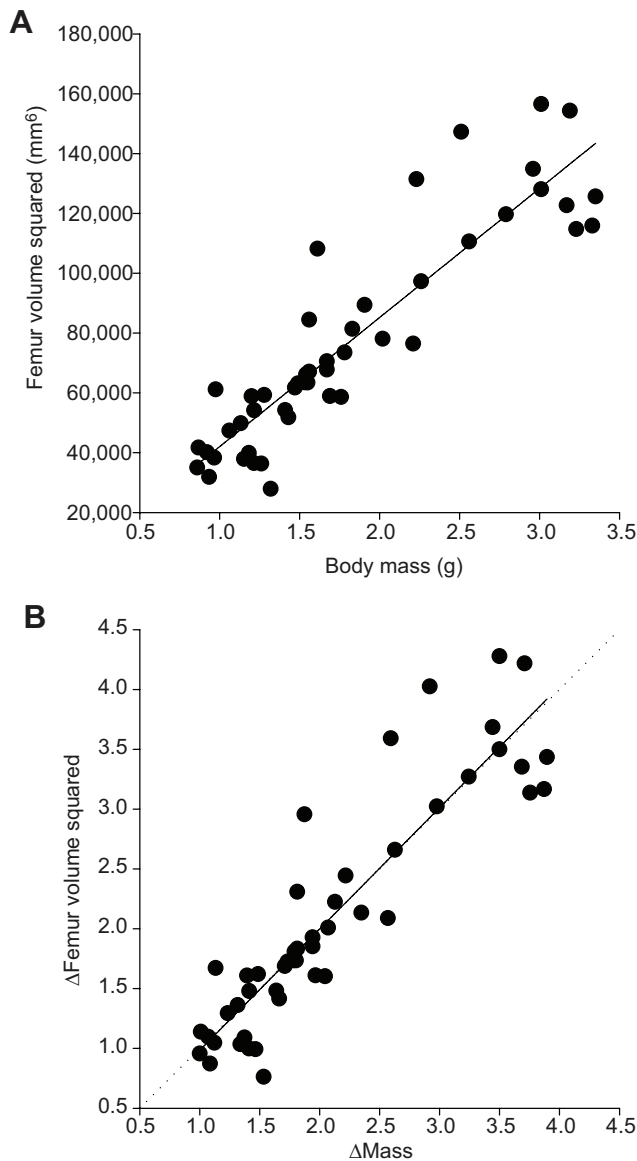 A
180,000
160,000
140,000
120,000
100,000
80,000
60,000
40,000
20,000
Femur volume squared (mm⁶)
0.5 1.0 1.5 2.0 2.5 3.0 3.5
Body mass (g)
B
4.5
4.0
3.5
3.0
2.5
2.0
1.5
1.0
0.5
ΔFemur volume squared
0.5 1.0 1.5 2.0 2.5 3.0 3.5 4.0 4.5
ΔMass